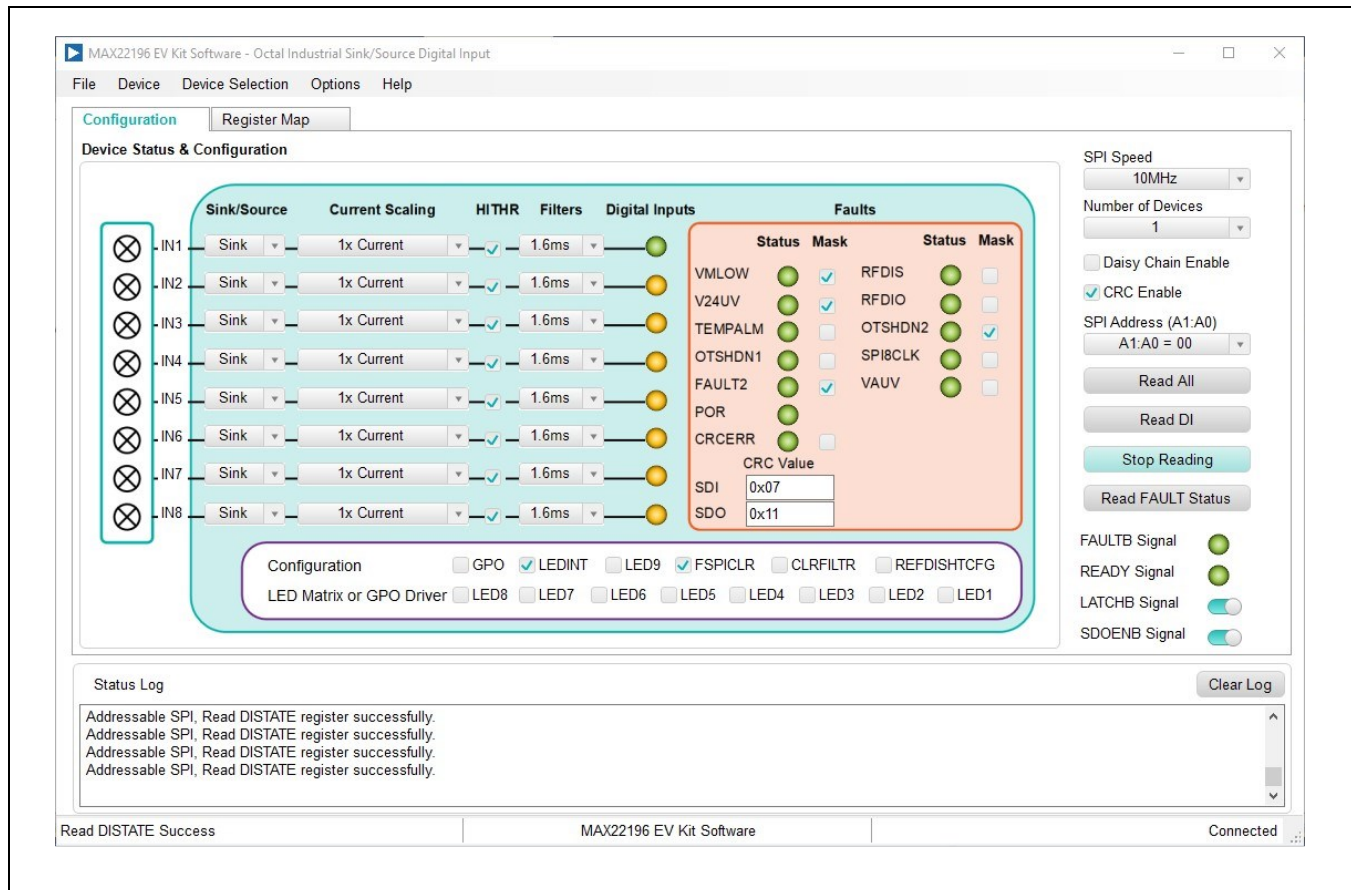 MAX22196 EV Kit Software - Octal Industrial Sink/Source Digital Input
File Device Device Selection Options Help
Configuration Register Map
Device Status & Configuration
Sink/Source Current Scaling HITHR Filters Digital Inputs Faults
Status Mask Status Mask
IN1 Sink 1x Current 1.6ms
IN2 Sink 1x Current 1.6ms
IN3 Sink 1x Current 1.6ms
IN4 Sink 1x Current 1.6ms
IN5 Sink 1x Current 1.6ms
IN6 Sink 1x Current 1.6ms
IN7 Sink 1x Current 1.6ms
IN8 Sink 1x Current 1.6ms
VMLOW RFDIS
V24UV RFDIO
TEMPALM OTSHDN2
OTSHDN1 SPI8CLK
FAULT2 VAUV
POR
CRCERR
CRC Value
SDI 0x07
SDO 0x11
Configuration GPO LEDINT LED9 FSPICLR CLRFILTR REFDISHTCFG
LED Matrix or GPO Driver LED8 LED7 LED6 LED5 LED4 LED3 LED2 LED1
SPI Speed
10MHz
Number of Devices
1
Daisy Chain Enable
CRC Enable
SPI Address (A1:A0)
A1:A0 = 00
Read All
Read DI
Stop Reading
Read FAULT Status
FAULTB Signal
READY Signal
LATCHB Signal
SDOENB Signal
Status Log
Clear Log
Addressable SPI, Read DISTATE register successfully.
Addressable SPI, Read DISTATE register successfully.
Addressable SPI, Read DISTATE register successfully.
Addressable SPI, Read DISTATE register successfully.
Read DISTATE Success MAX22196 EV Kit Software Connected